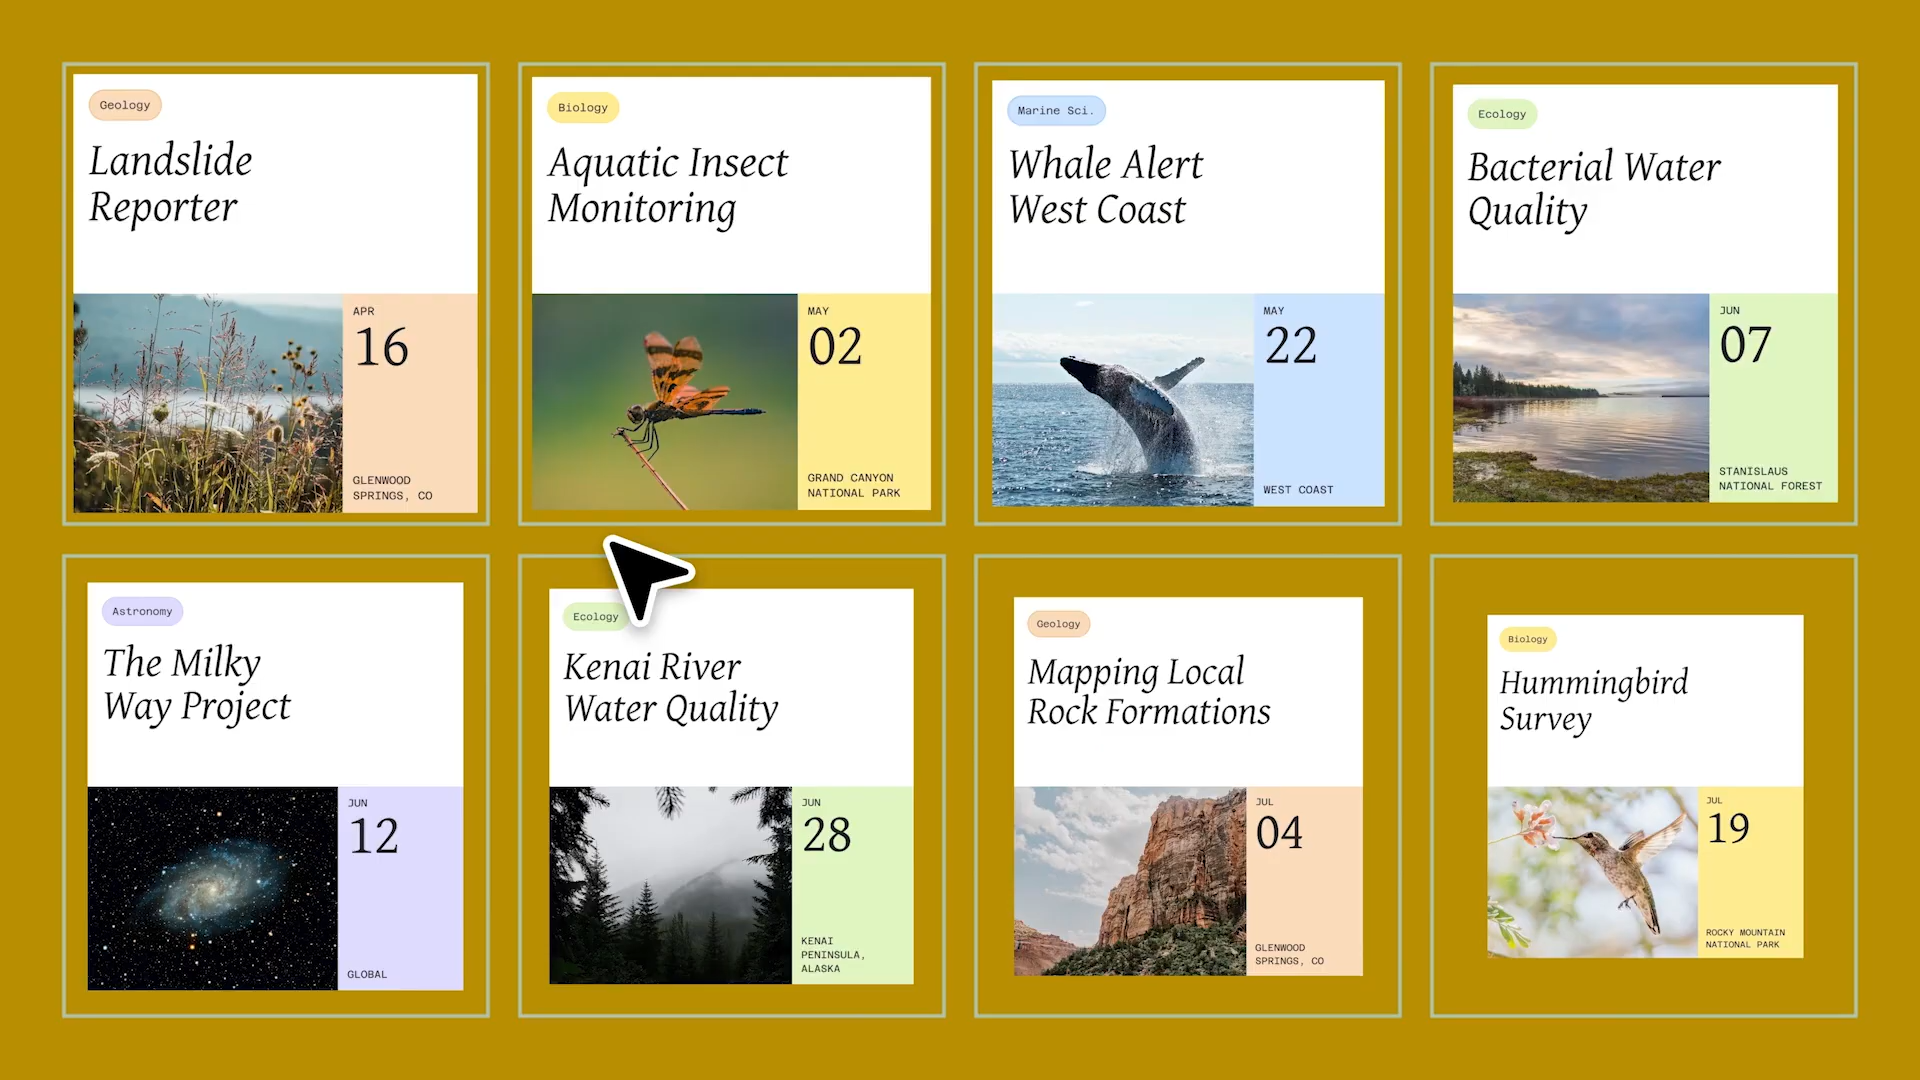 Geology
Landslide
Reporter
APR
16
GLENWOOD
SPRINGS, CO
Biology
Aquatic Insect
Monitoring
MAY
02
GRAND CANYON
NATIONAL PARK
Marine Sci.
Whale Alert
West Coast
MAY
22
WEST COAST
Ecology
Bacterial Water
Quality
JUN
07
STANISLAUS
NATIONAL FOREST
Astronomy
The Milky
Way Project
JUN
12
GLOBAL
Ecology
Kenai River
Water Quality
JUN
28
KENAI
PENINSULA,
ALASKA
Geology
Mapping Local
Rock Formations
JUL
04
GLENWOOD
SPRINGS, CO
Biology
Hummingbird
Survey
JUL
19
ROCKY MOUNTAIN
NATIONAL PARK